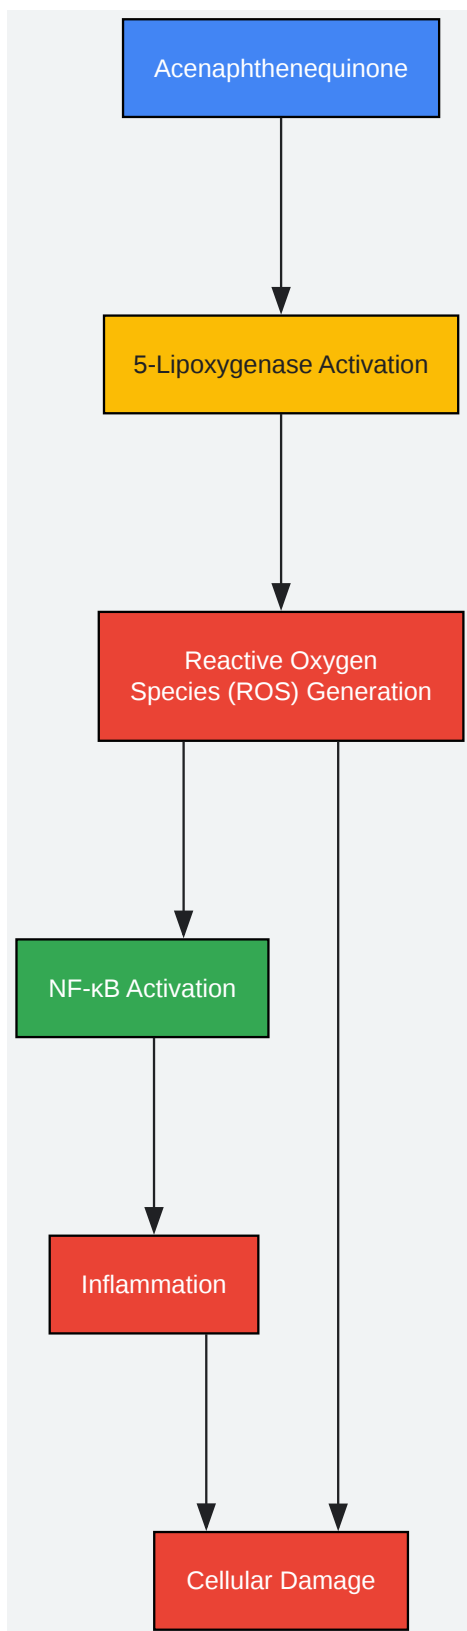 Acenaphthenequinone
5-Lipoxygenase Activation
Reactive Oxygen
Species (ROS) Generation
NF-κB Activation
Inflammation
Cellular Damage